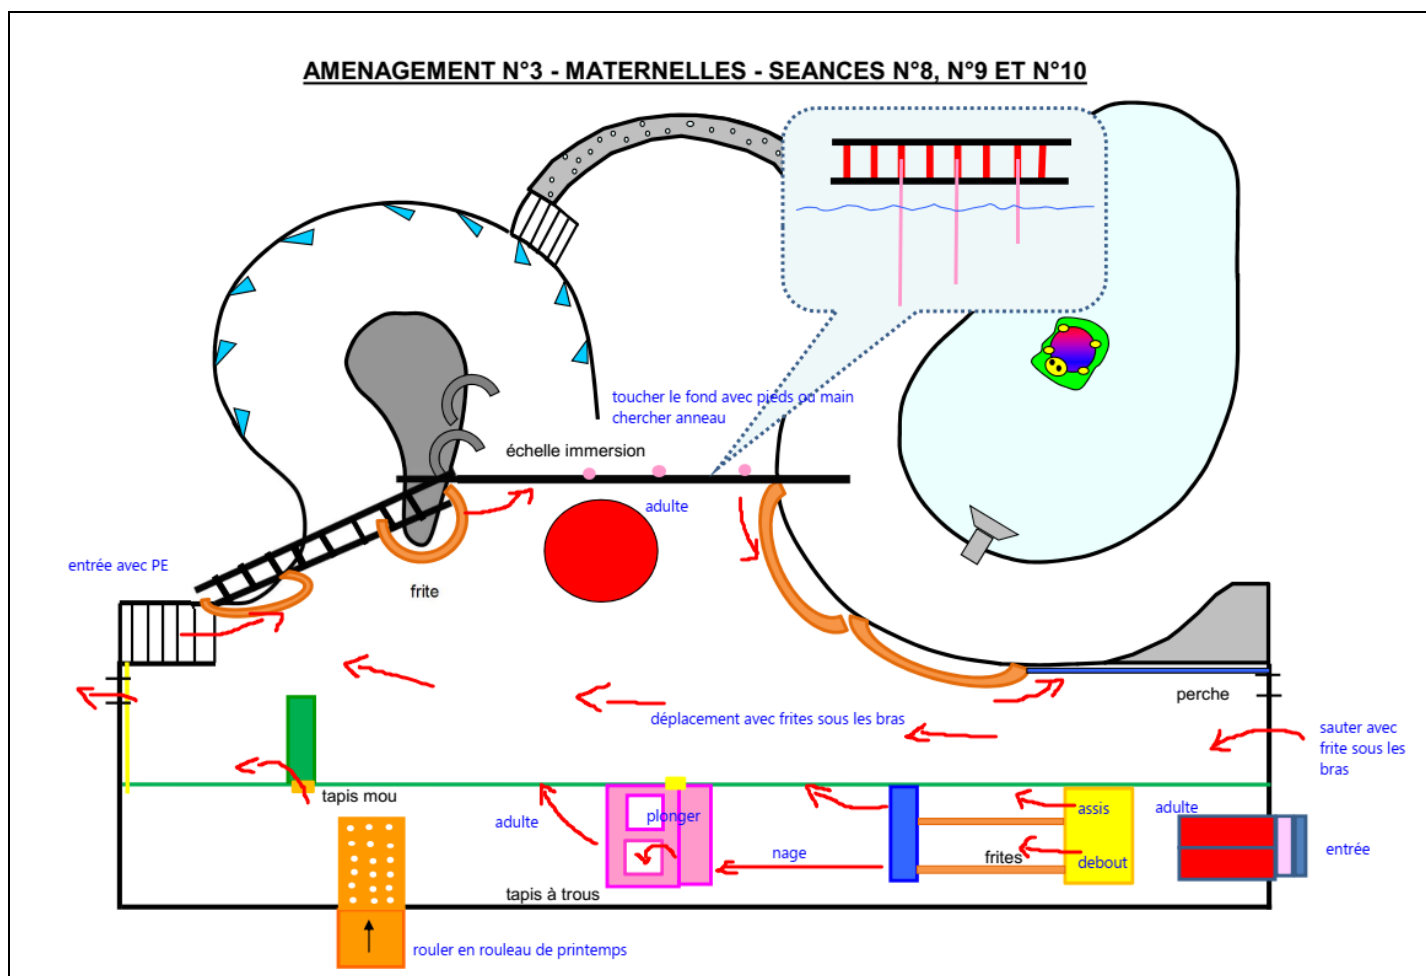 AMENAGEMENT N°3 - MATERNELLES - SEANCES N°8, N°9 ET N°10
toucher le fond avec pieds ou main
chercher anneau
échelle immersion
adulte
entrée avec PE
frite
perche
déplacement avec frites sous les bras
sauter avec
frite sous les
bras
tapis mou
adulte
plonger
assis
adulte
nage
frites
debout
entrée
tapis à trous
rouler en rouleau de printemps